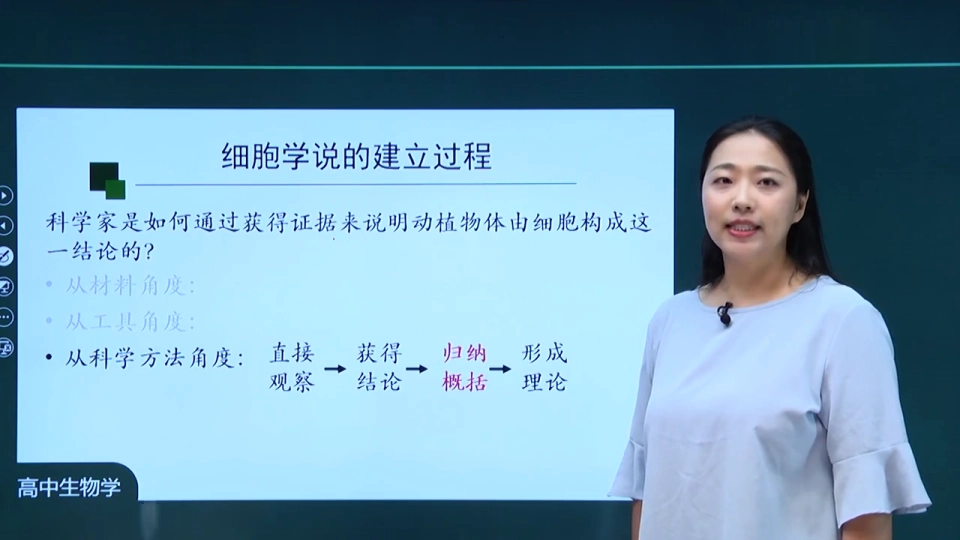 细胞学说的建立过程
科学家是如何通过获得证据来说明动植物体由细胞构成这
一结论的？
• 从材料角度：
• 从工具角度：
• 从科学方法角度：
直接 获得 归纳 形成
观察 结论 概括 理论
高中生物学